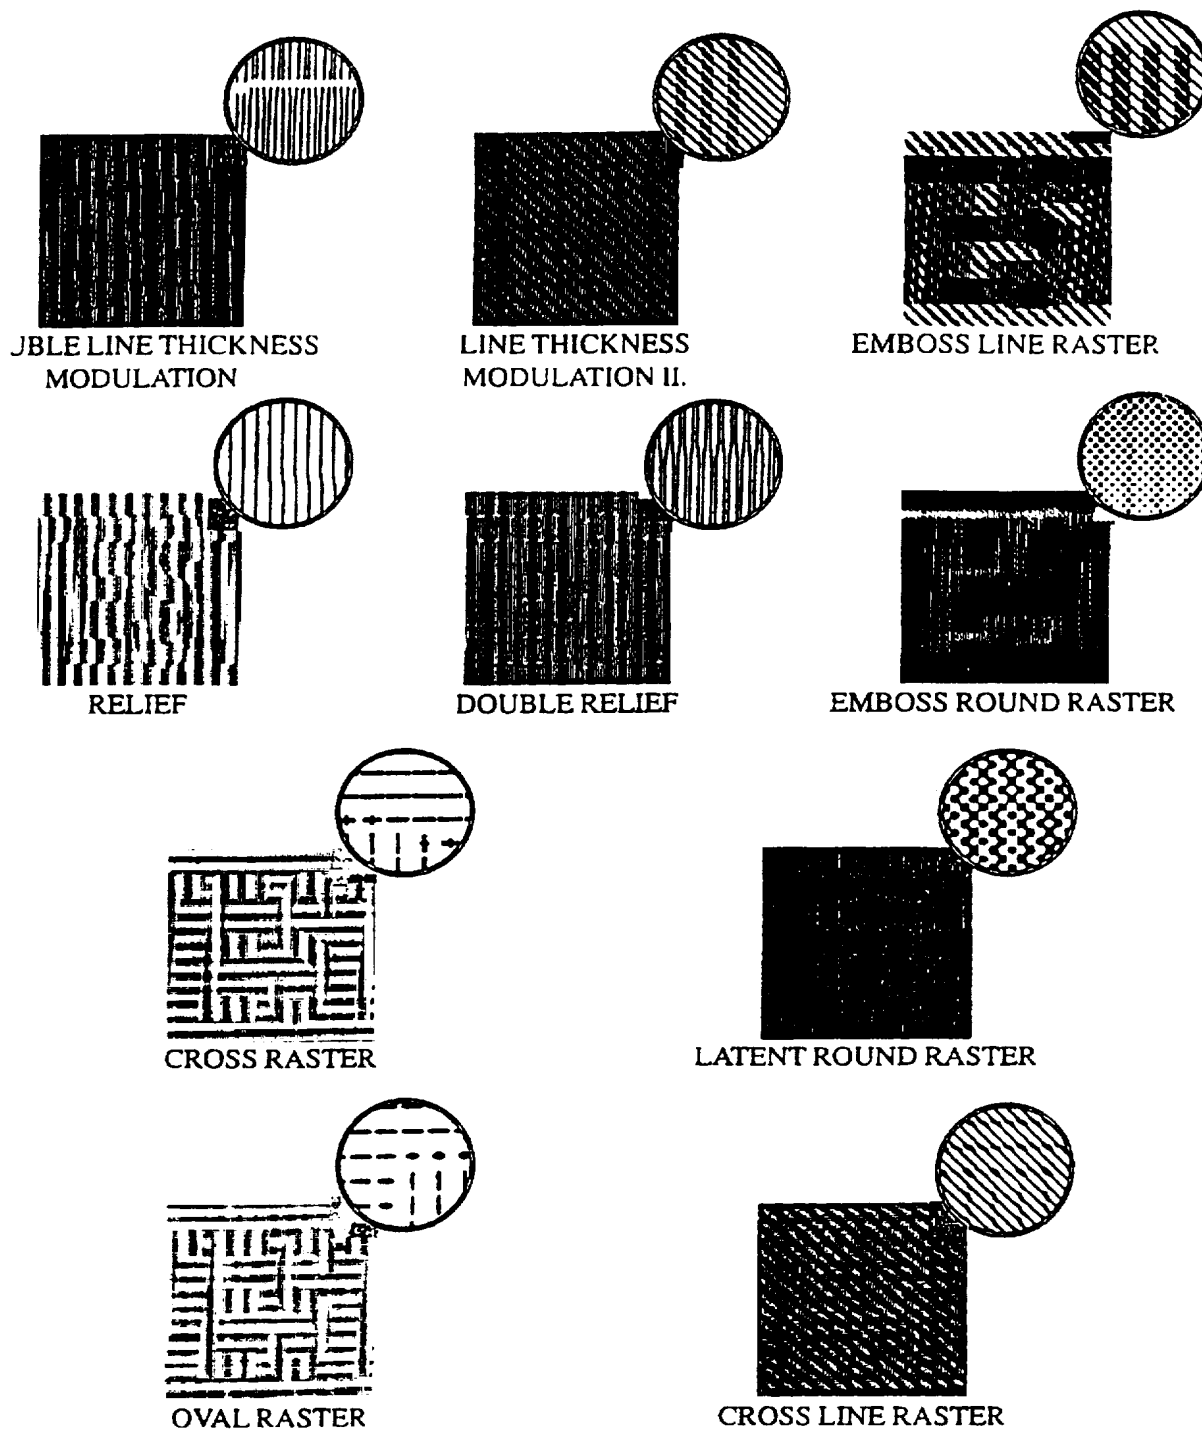 JBLE LINE THICKNESS
MODULATION
LINE THICKNESS
MODULATION II.
EMBOSS LINE RASTER
RELIEF
DOUBLE RELIEF
EMBOSS ROUND RASTER
CROSS RASTER
LATENT ROUND RASTER
OVAL RASTER
CROSS LINE RASTER